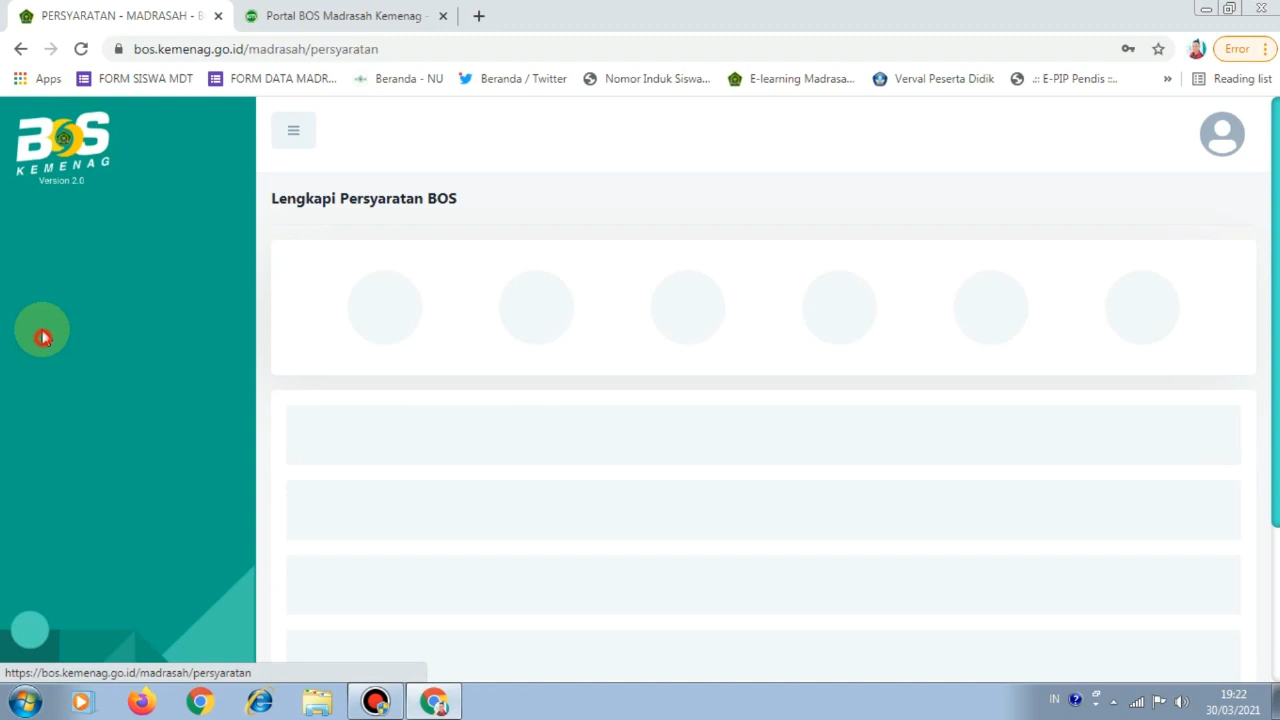 PERSYARATAN - MADRASAH - B
Portal BOS Madrasah Kemenag -
bos.kemenag.go.id/madrasah/persyaratan
Error
Apps
FORM SISWA MDT
FORM DATA MADR...
Beranda - NU
Beranda / Twitter
Nomor Induk Siswa...
E-learning Madrasa...
Verval Peserta Didik
.:: E-PIP Pendis ::..
»
Reading list
BOS
KEMENAG
Version 2.0
Lengkapi Persyaratan BOS
https://bos.kemenag.go.id/madrasah/persyaratan
IN
19:22
30/03/2021